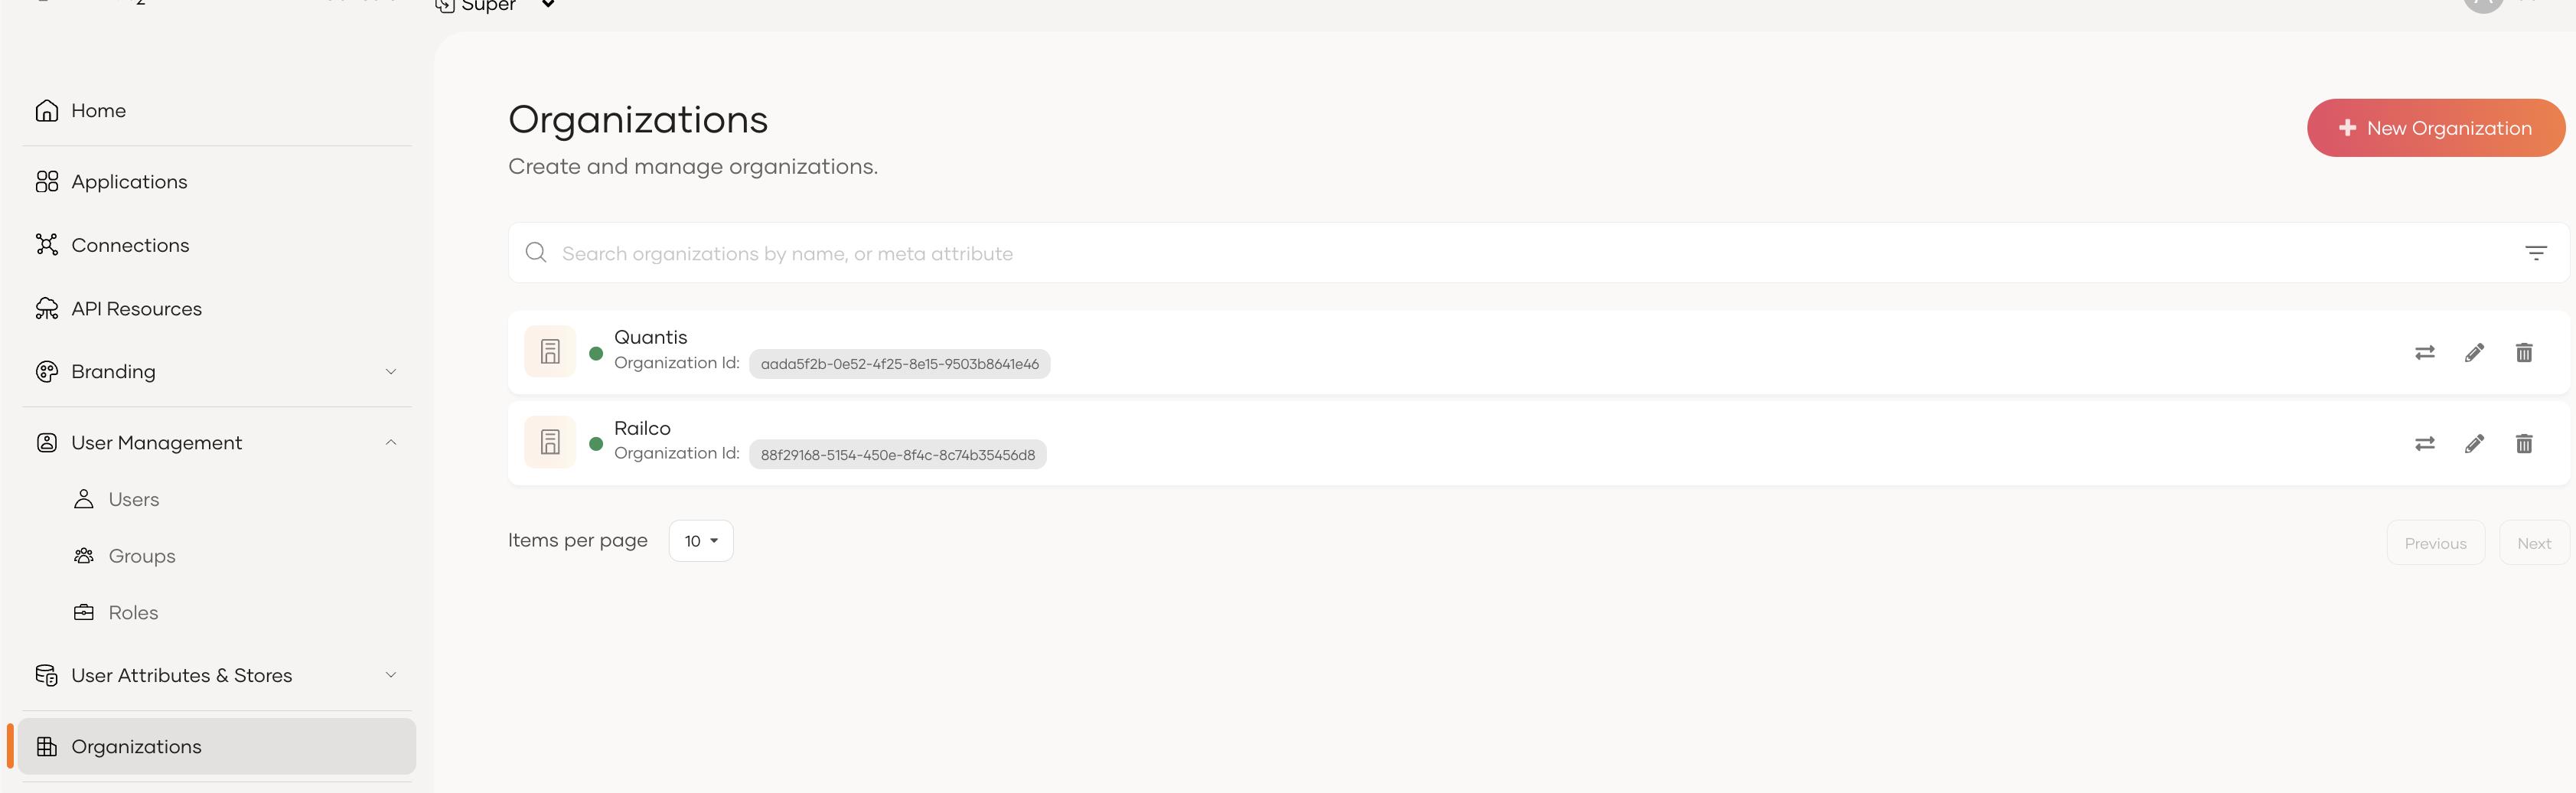 Super
Home
Applications
Connections
API Resources
Branding
User Management
Users
Groups
Roles
User Attributes & Stores
Organizations
Organizations
Create and manage organizations.
New Organization
Search organizations by name, or meta attribute
Quantis
Organization Id: aada5f2b-0e52-4f25-8e15-9503b8641e46
Railco
Organization Id: 88f29168-5154-450e-8f4c-8c74b35456d8
Items per page 10
Previous Next